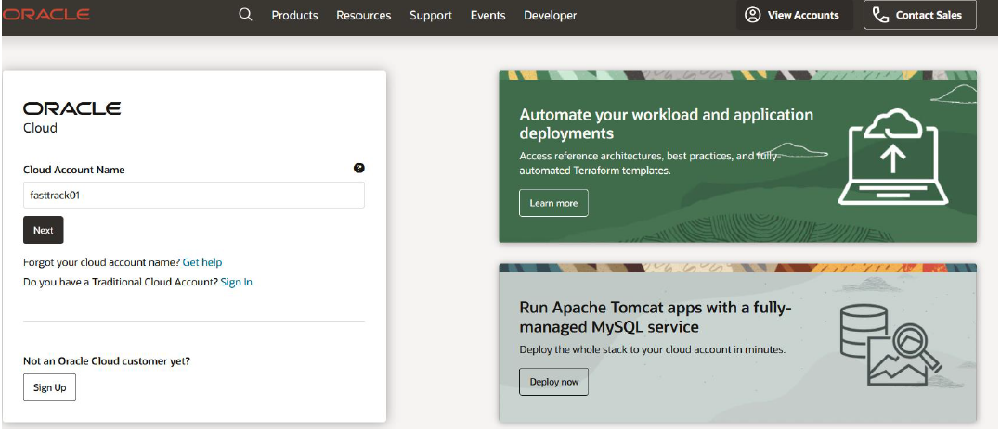 ORACLE
Products Resources Support Events Developer
View Accounts
Contact Sales
ORACLE
Cloud
Cloud Account Name
?
fasttrack01
Next
Forgot your cloud account name? Get help
Do you have a Traditional Cloud Account? Sign In
Not an Oracle Cloud customer yet?
Sign Up
Automate your workload and application
deployments
Access reference architectures, best practices, and fully-
automated Terraform templates.
Learn more
Run Apache Tomcat apps with a fully-
managed MySQL service
Deploy the whole stack to your cloud account in minutes.
Deploy now